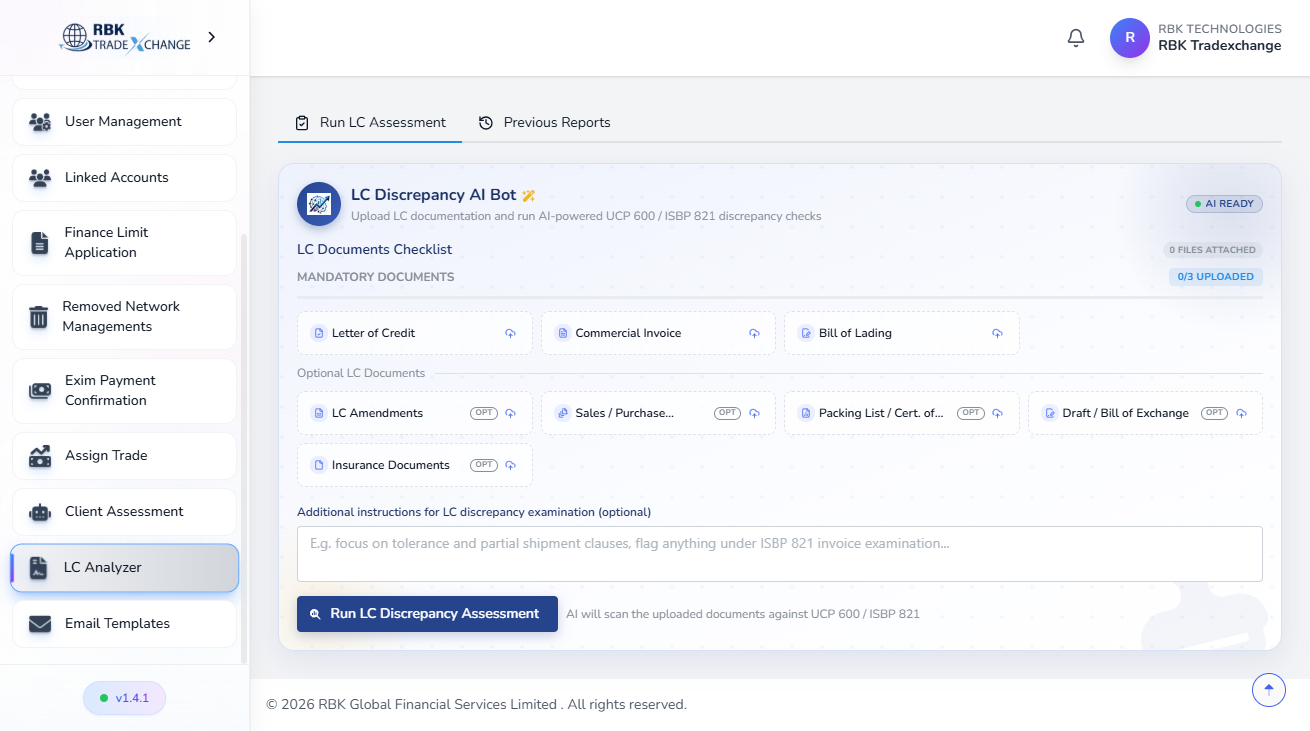 RBK
TRADEXCHANGE
RBK TECHNOLOGIES
R
RBK Tradexchange
User Management
Linked Accounts
Finance Limit
Application
Removed Network
Managements
Exim Payment
Confirmation
Assign Trade
Client Assessment
LC Analyzer
Email Templates
v1.4.1
Run LC Assessment
Previous Reports
LC Discrepancy AI Bot
Upload LC documentation and run AI-powered UCP 600 / ISBP 821 discrepancy checks
AI READY
LC Documents Checklist
0 FILES ATTACHED
MANDATORY DOCUMENTS
0/3 UPLOADED
Letter of Credit
Commercial Invoice
Bill of Lading
Optional LC Documents
LC Amendments OPT
Sales / Purchase... OPT
Packing List / Cert. of... OPT
Draft / Bill of Exchange OPT
Insurance Documents OPT
Additional instructions for LC discrepancy examination (optional)
E.g. focus on tolerance and partial shipment clauses, flag anything under ISBP 821 invoice examination...
Run LC Discrepancy Assessment
AI will scan the uploaded documents against UCP 600 / ISBP 821
© 2026 RBK Global Financial Services Limited . All rights reserved.